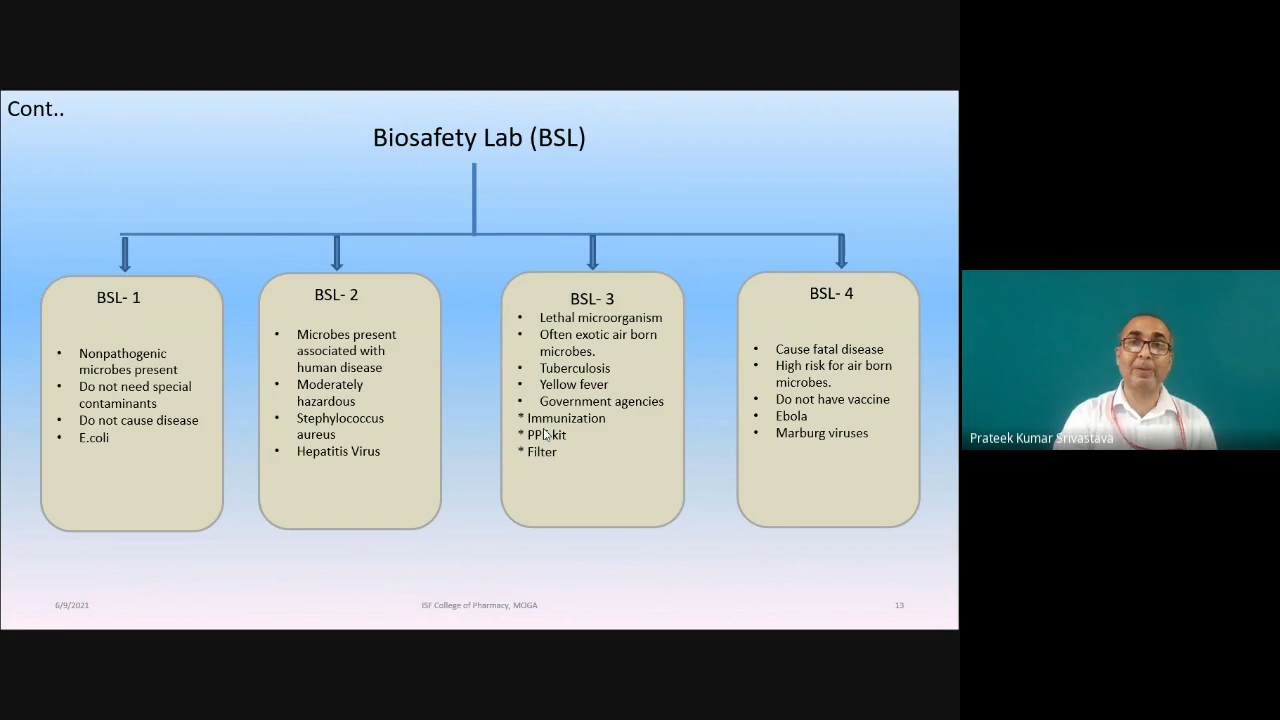 Cont..
Biosafety Lab (BSL)
BSL- 1
• Nonpathogenic
microbes present
• Do not need special
contaminants
• Do not cause disease
• E.coli
BSL- 2
• Microbes present
associated with
human disease
• Moderately
hazardous
• Stephylococcus
aureus
• Hepatitis Virus
BSL- 3
• Lethal microorganism
• Often exotic air born
microbes.
• Tuberculosis
• Yellow fever
• Government agencies
* Immunization
* PPE kit
* Filter
BSL- 4
• Cause fatal disease
• High risk for air born
microbes.
• Do not have vaccine
• Ebola
• Marburg viruses
6/9/2021
ISF College of Pharmacy, MOGA
13
Prateek Kumar Srivastava